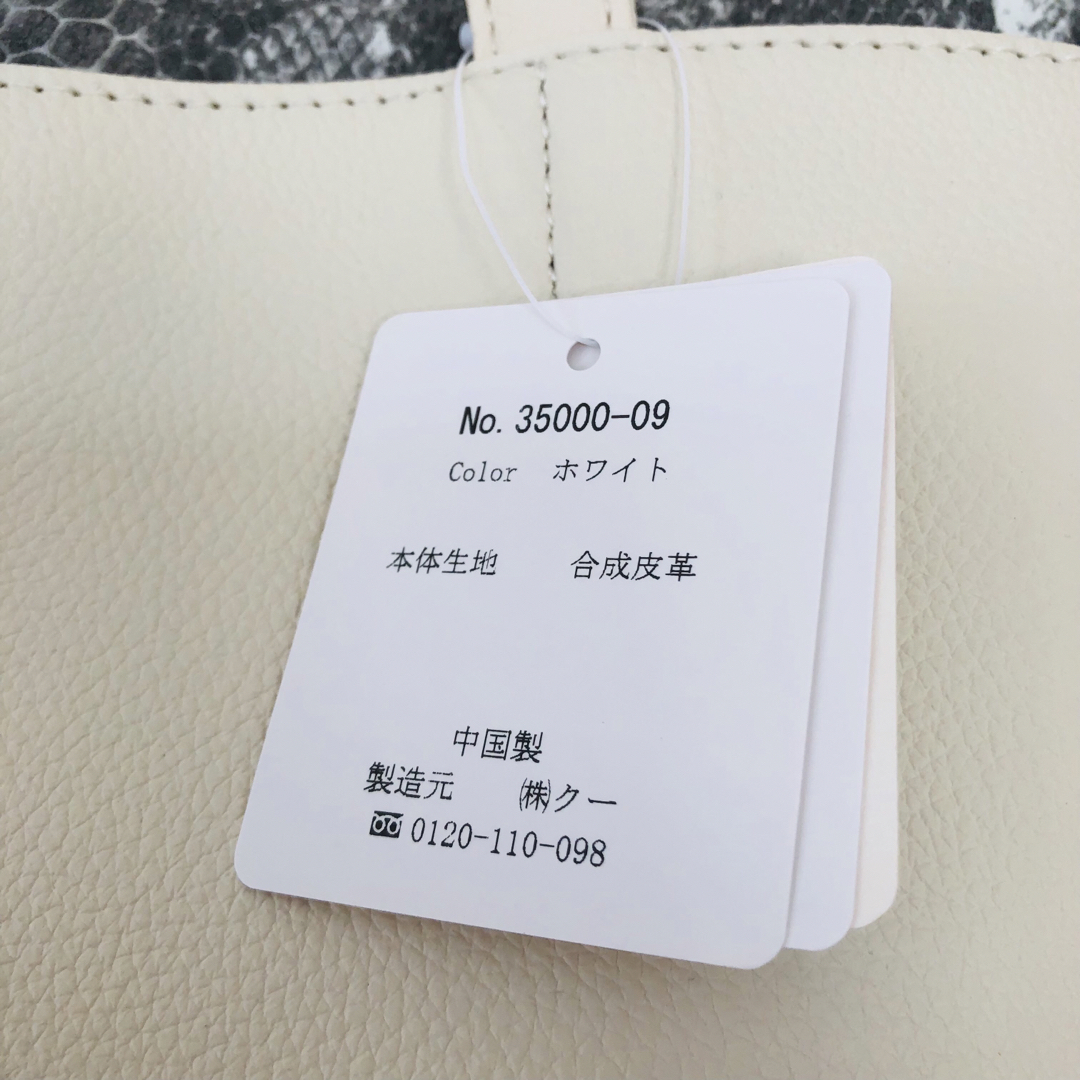 No. 35000-09
Color ホワイト
本体生地 合成皮革
中国製
製造元 ㈱クー
0120-110-098